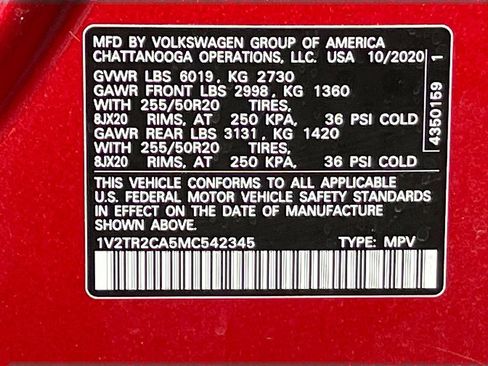 MFD BY VOLKSWAGEN GROUP OF AMERICA
CHATTANOOGA OPERATIONS, LLC. USA 10/2020
GVWR LBS 6019, KG 2730
GAWR FRONT LBS 2998, KG 1360
WITH 255/50R20 TIRES,
8JX20 RIMS, AT 250 KPA, 36 PSI COLD
GAWR REAR LBS 3131, KG 1420
WITH 255/50R20 TIRES,
8JX20 RIMS, AT 250 KPA, 36 PSI COLD
THIS VEHICLE CONFORMS TO ALL APPLICABLE
U.S. FEDERAL MOTOR VEHICLE SAFETY STANDARDS
IN EFFECT ON THE DATE OF MANUFACTURE
SHOWN ABOVE.
1V2TR2CA5MC542345 TYPE: MPV
4350159 1